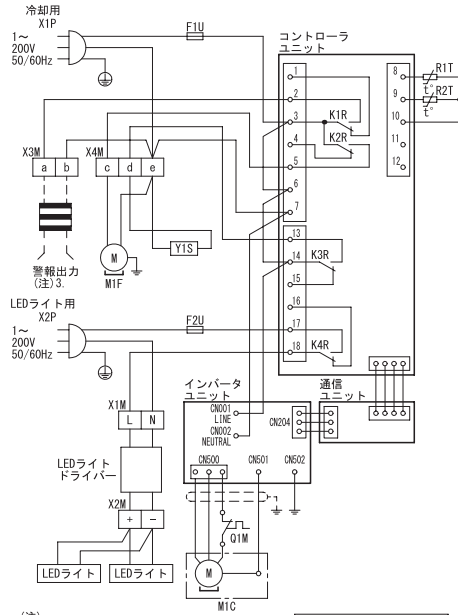 冷却用
X1P
1～
200V
50/60Hz
F1U
コントローラ
ユニット
1
2
3
4
5
6
7
K1R
K2R
8
9
10
11
12
R1T
t°
R2T
t°
X3M
a b
X4M
c d e
M
M1F
Y1S
警報出力
(注)3.
13
14
15
16
17
18
K3R
K4R
LEDライト用
X2P
1～
200V
50/60Hz
F2U
X1M
L N
LEDライト
ドライバー
X2M
+ −
LEDライト
LEDライト
インバータ
ユニット
CN001
LINE
CN002
NEUTRAL
CN204
CN500
CN501
CN502
通信
ユニット
Q1M
M
M1C
(注)